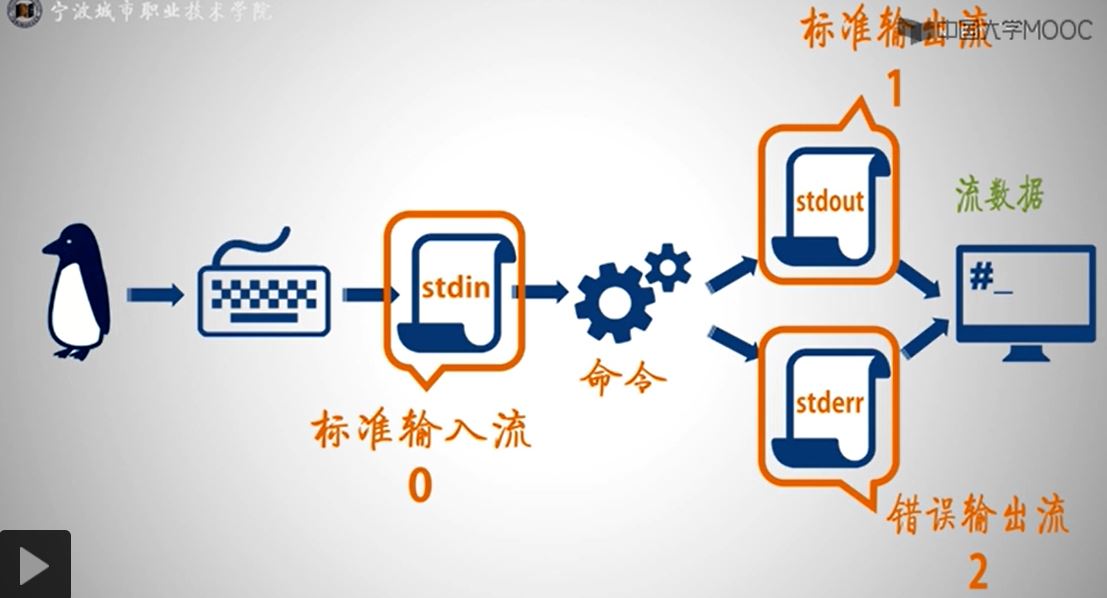 宁波城市职业技术学院
标准输出流
中国大学MOOC
1
stdout
流数据
#_
stdin
命令
标准输入流
0
stderr
错误输出流
2